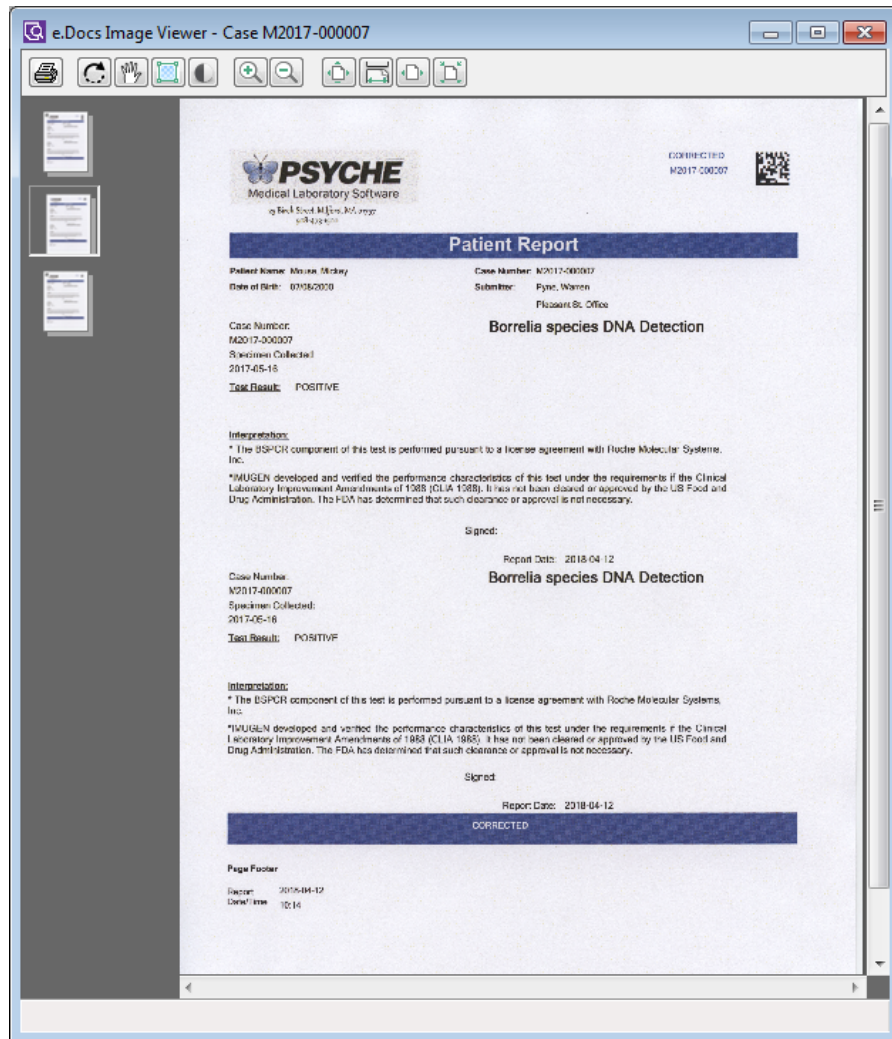 e.Docs Image Viewer - Case M2017-000007
PSYCHE
Medical Laboratory Software
CORRECTED
M2017-000007
Patient Report
Patient Name: Mouse, Mickey
Case Number: M2017-000007
Date of Birth: 07/08/2000
Submitter: Pyne, Warren
Pleasant St. Office
Case Number:
M2017-000007
Borrelia species DNA Detection
Specimen Collected
2017-05-16
Test Result: POSITIVE
Interpretation:
* The BSPCR component of this test is performed pursuant to a license agreement with Roche Molecular Systems,
Inc.
*IMUGEN developed and verified the performance characteristics of this test under the requirements if the Clinical
Laboratory Improvement Amendments of 1988 (CLIA 1988). It has not been cleared or approved by the US Food and
Drug Administration. The FDA has determined that such clearance or approval is not necessary.
Signed:
Report Date: 2018-04-12
Case Number:
M2017-000007
Borrelia species DNA Detection
Specimen Collected:
2017-05-16
Test Result: POSITIVE
Interpretation:
* The BSPCR component of this test is performed pursuant to a license agreement with Roche Molecular Systems,
Inc.
*IMUGEN developed and verified the performance characteristics of this test under the requirements if the Clinical
Laboratory Improvement Amendments of 1988 (CLIA 1988). It has not been cleared or approved by the US Food and
Drug Administration. The FDA has determined that such clearance or approval is not necessary.
Signed:
Report Date: 2018-04-12
CORRECTED
Page Footer
Report 2018-04-12
Date/Time 10:14